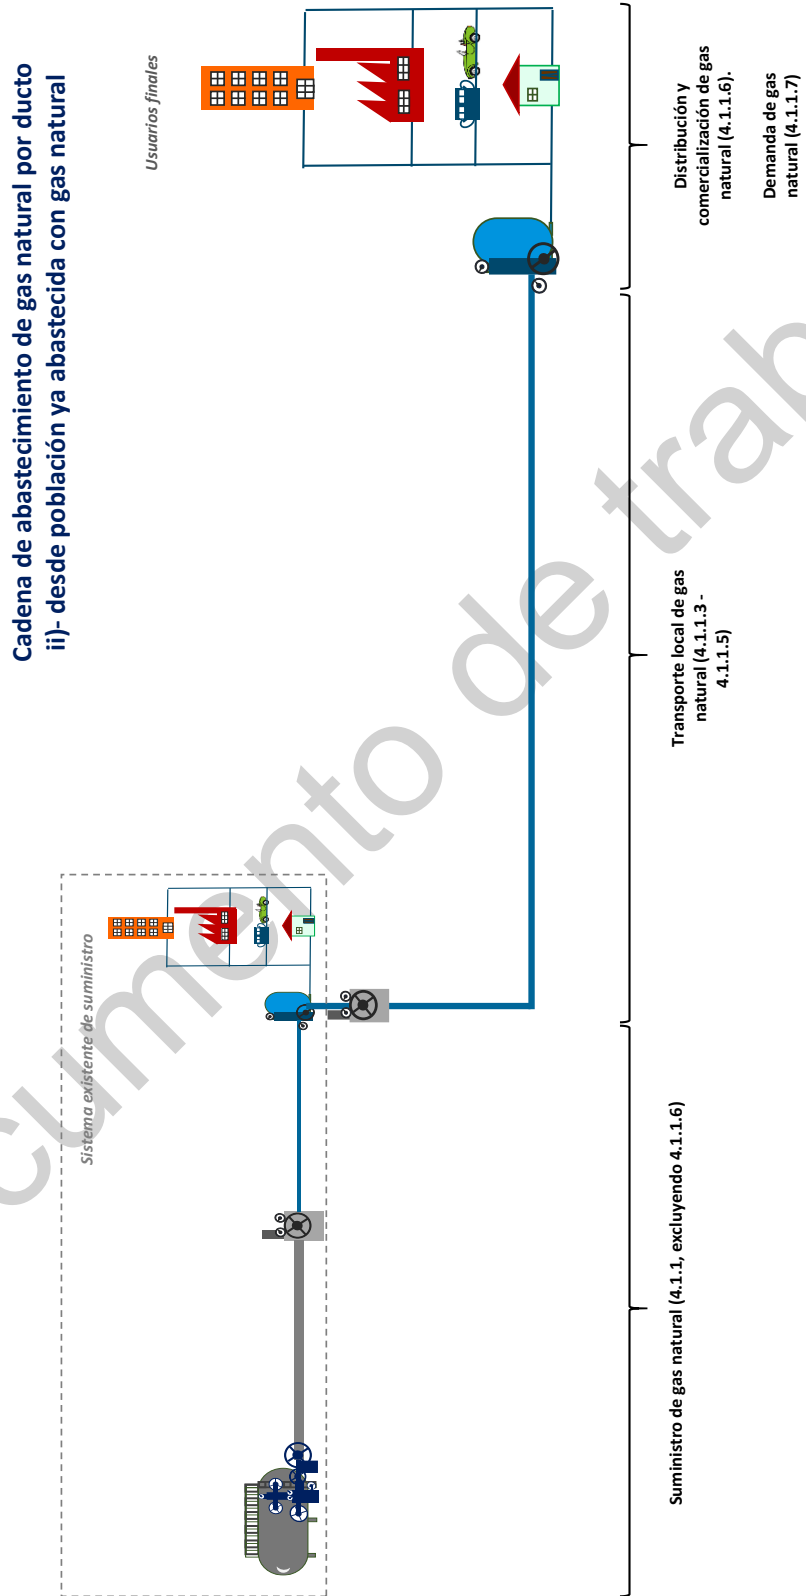 Cadena de abastecimiento de gas natural por ducto
ii)- desde población ya abastecida con gas natural
Usuarios finales
Sistema existente de suministro
Suministro de gas natural (4.1.1, excluyendo 4.1.1.6)
Transporte local de gas
natural (4.1.1.3 -
4.1.1.5)
Distribución y
comercialización de gas
natural (4.1.1.6).
Demanda de gas
natural (4.1.1.7)
cumento de trab